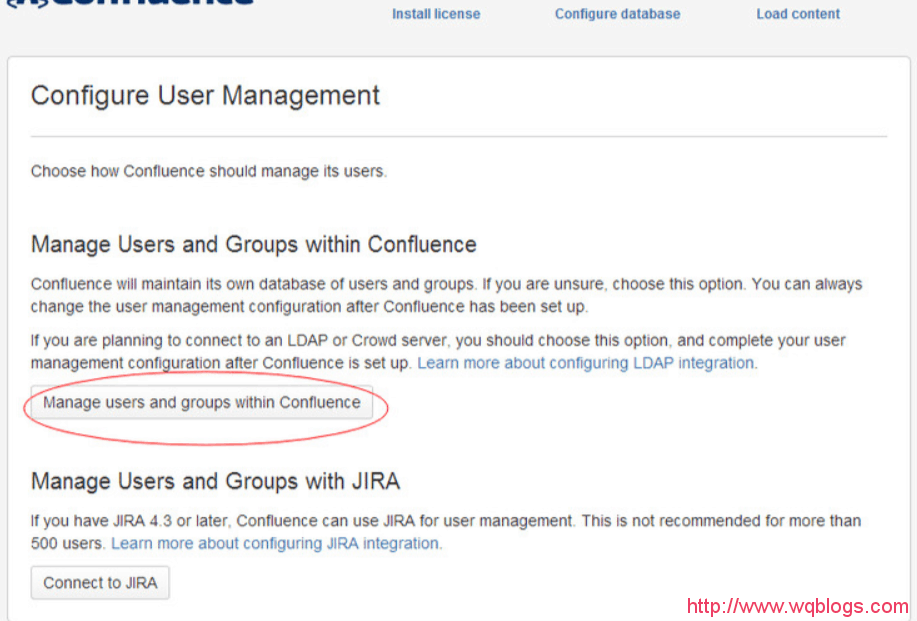 Confluence
Install license
Configure database
Load content
Configure User Management
Choose how Confluence should manage its users.
Manage Users and Groups within Confluence
Confluence will maintain its own database of users and groups. If you are unsure, choose this option. You can always
change the user management configuration after Confluence has been set up.
If you are planning to connect to an LDAP or Crowd server, you should choose this option, and complete your user
management configuration after Confluence is set up. Learn more about configuring LDAP integration.
Manage users and groups within Confluence
Manage Users and Groups with JIRA
If you have JIRA 4.3 or later, Confluence can use JIRA for user management. This is not recommended for more than
500 users. Learn more about configuring JIRA integration.
Connect to JIRA
http://www.wqblogs.com